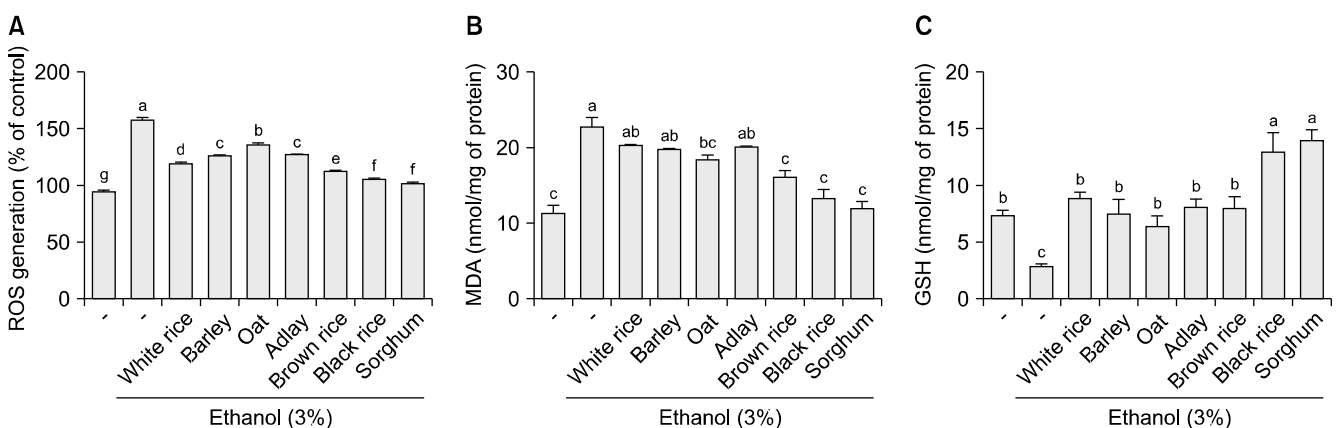 A
ROS generation (% of control)
200
150
100
50
0
g
a
d
c
b
c
e
f
f
-
-
White rice
Barley
Oat
Adlay
Brown rice
Black rice
Sorghum
Ethanol (3%)
B
MDA (nmol/mg of protein)
30
20
10
0
c
a
ab
ab
bc
ab
c
c
c
-
-
White rice
Barley
Oat
Adlay
Brown rice
Black rice
Sorghum
Ethanol (3%)
C
GSH (nmol/mg of protein)
20
15
10
5
0
b
c
b
b
b
b
b
a
a
-
-
White rice
Barley
Oat
Adlay
Brown rice
Black rice
Sorghum
Ethanol (3%)